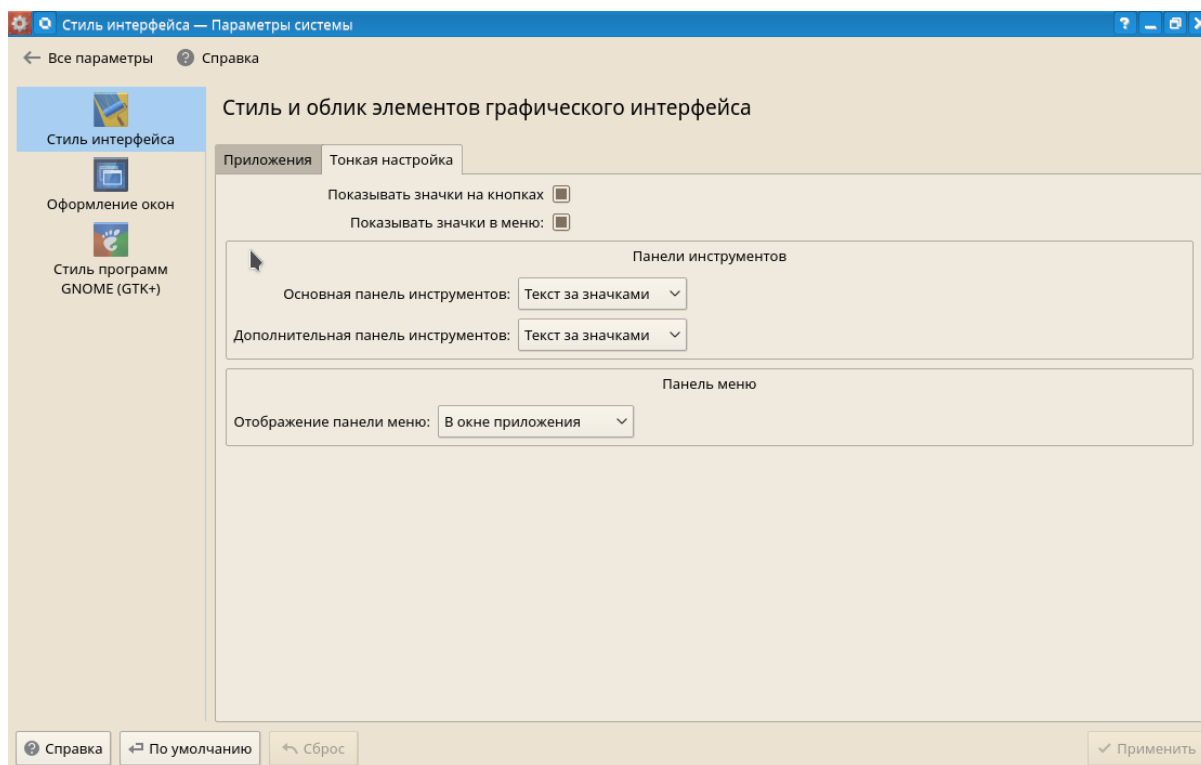 Стиль интерфейса — Параметры системы
Все параметры
Справка
Стиль интерфейса
Оформление окон
Стиль программ
GNOME (GTK+)
Стиль и облик элементов графического интерфейса
Приложения
Тонкая настройка
Показывать значки на кнопках
Показывать значки в меню:
Панели инструментов
Основная панель инструментов: Текст за значками
Дополнительная панель инструментов: Текст за значками
Панель меню
Отображение панели меню: В окне приложения
Справка
По умолчанию
Сброс
Применить